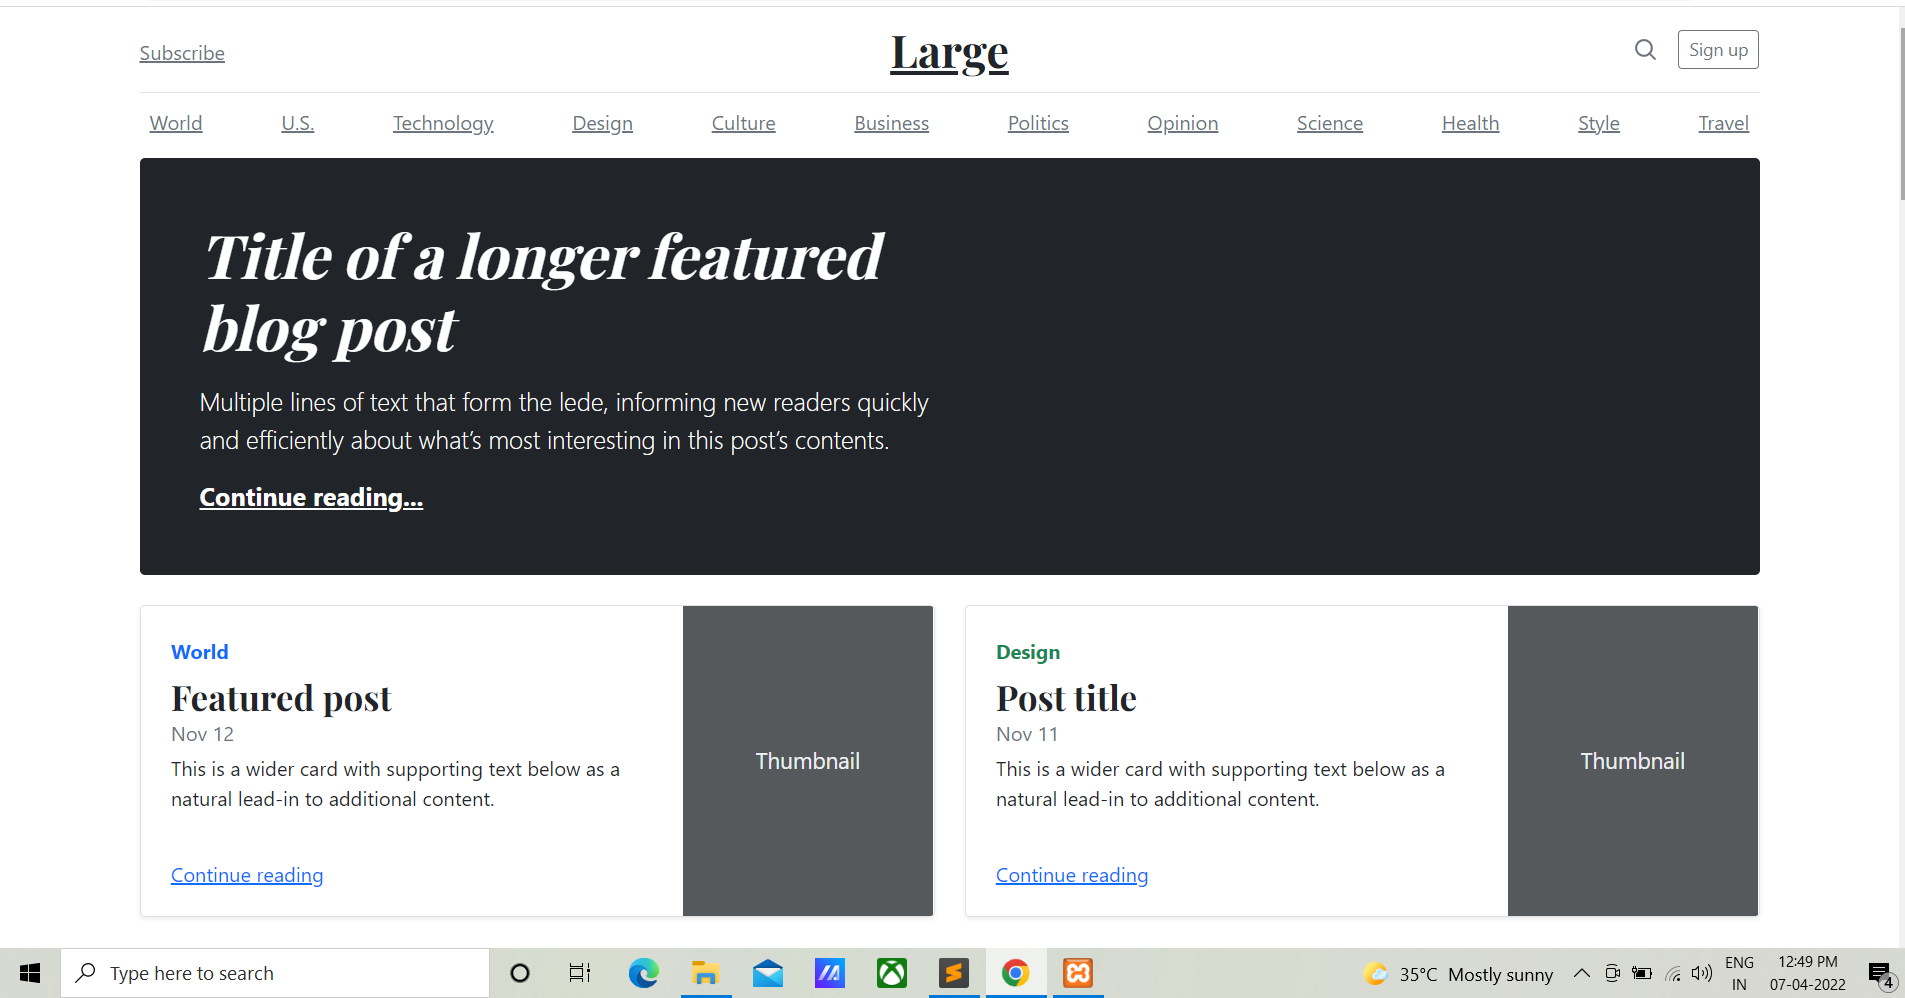 Subscribe
Large
Sign up
World U.S. Technology Design Culture Business Politics Opinion Science Health Style Travel
Title of a longer featured
blog post
Multiple lines of text that form the lede, informing new readers quickly
and efficiently about what’s most interesting in this post’s contents.
Continue reading...
World
Featured post
Nov 12
This is a wider card with supporting text below as a
natural lead-in to additional content.
Continue reading
Thumbnail
Design
Post title
Nov 11
This is a wider card with supporting text below as a
natural lead-in to additional content.
Continue reading
Thumbnail
Type here to search
35°C Mostly sunny
ENG
IN
12:49 PM
07-04-2022
4